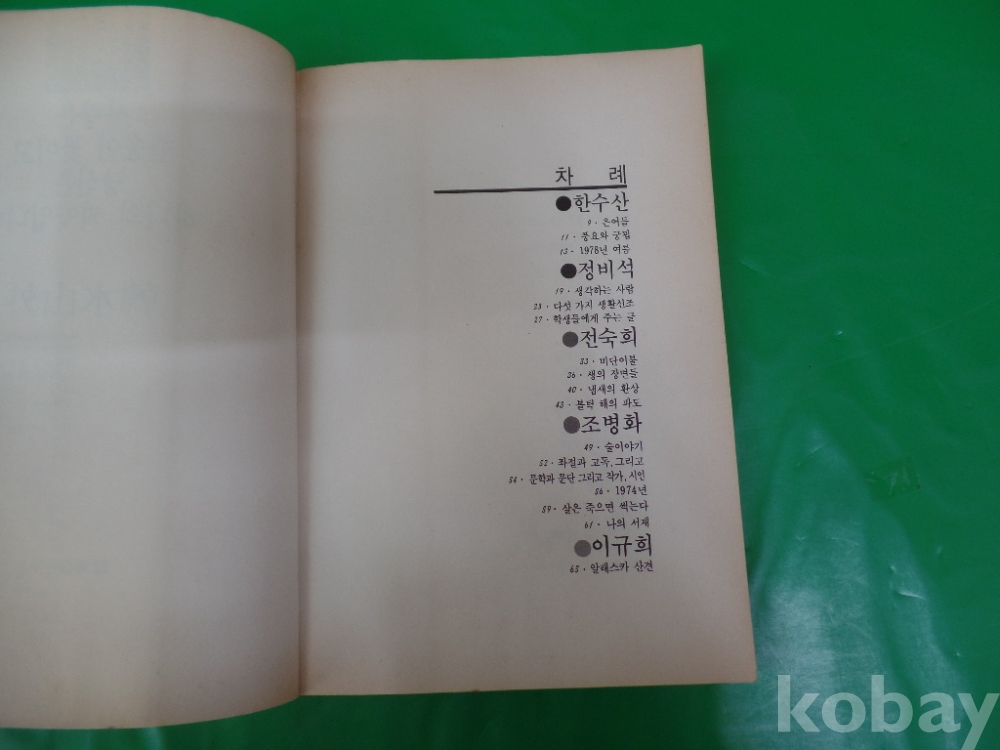 차 례
●한수산
9 · 은어들
11 · 풍요와 궁핍
13 · 1978년 여름
●정비석
19 · 생각하는 사람
23 · 다섯 가지 생활신조
27 · 학생들에게 주는 글
●전숙희
33 · 비단이불
36 · 생의 장면들
40 · 냄새의 환상
43 · 볼턱 해의 파도
●조병화
49 · 술이야기
52 · 좌절과 고독, 그리고
54 · 문학과 문단 그리고 작가, 시인
56 · 1974년
59 · 살은 죽으면 썩는다
61 · 나의 서재
●이규희
65 · 알래스카 산견
kobay